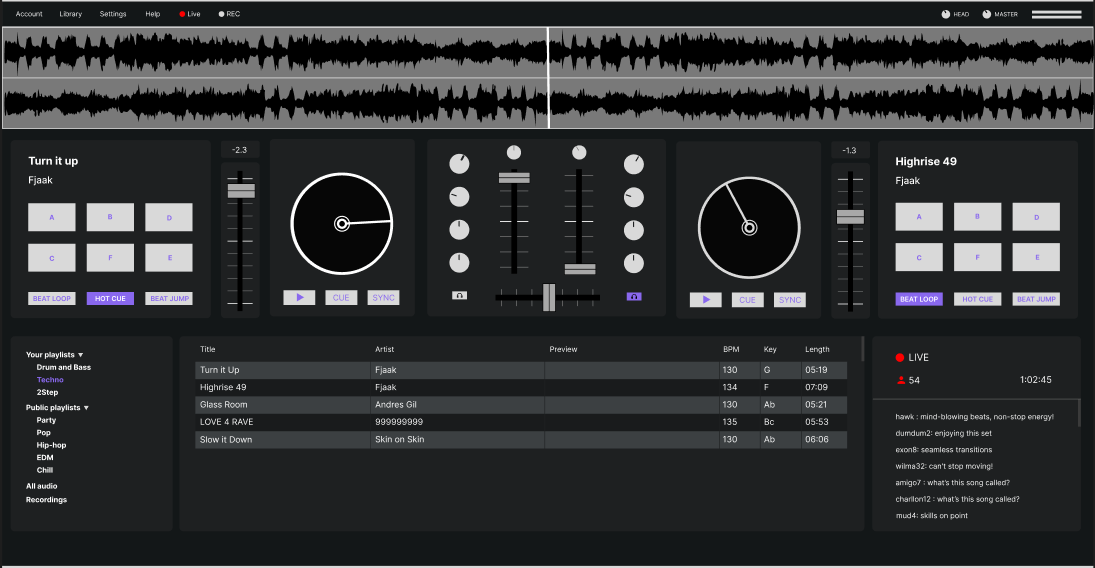 Account Library Settings Help Live REC HEAD MASTER
-2.3
-1.3
Turn it up
Fjaak
A B D
C F E
BEAT LOOP HOT CUE BEAT JUMP
CUE SYNC
CUE SYNC
Highrise 49
Fjaak
A B D
C F E
BEAT LOOP HOT CUE BEAT JUMP
Your playlists ▼
Drum and Bass
Techno
2Step
Public playlists ▼
Party
Pop
Hip-hop
EDM
Chill
All audio
Recordings
Title Artist Preview BPM Key Length
Turn it Up Fjaak 130 G 05:19
Highrise 49 Fjaak 134 F 07:09
Glass Room Andres Gil 130 Ab 05:21
LOVE 4 RAVE 999999999 135 Bc 05:53
Slow it Down Skin on Skin 130 Ab 06:06
LIVE
54 1:02:45
hawk : mind-blowing beats, non-stop energy!
dumdum2: enjoying this set
exon8: seamless transitions
wilma32: can't stop moving!
amigo7 : what's this song called?
charllon12 : what's this song called?
mud4: skills on point